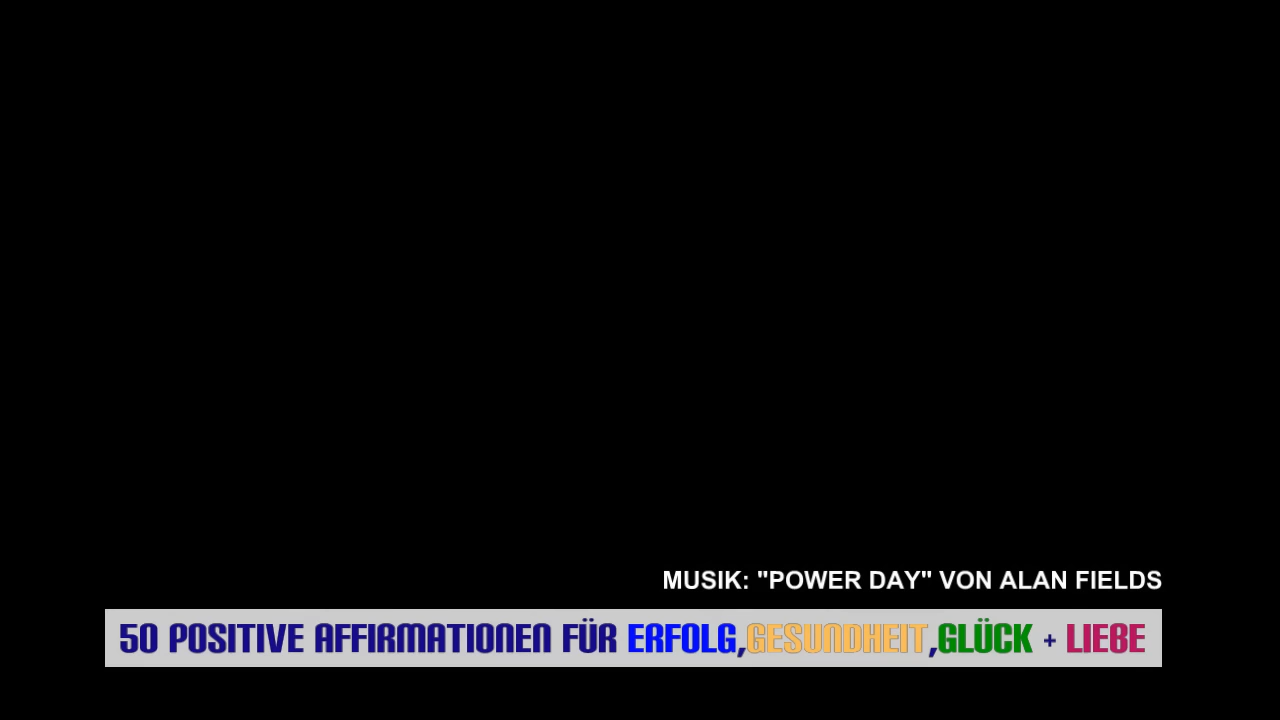 MUSIK: "POWER DAY" VON ALAN FIELDS
50 POSITIVE AFFIRMATIONEN FÜR ERFOLG,GESUNDHEIT,GLÜCK + LIEBE